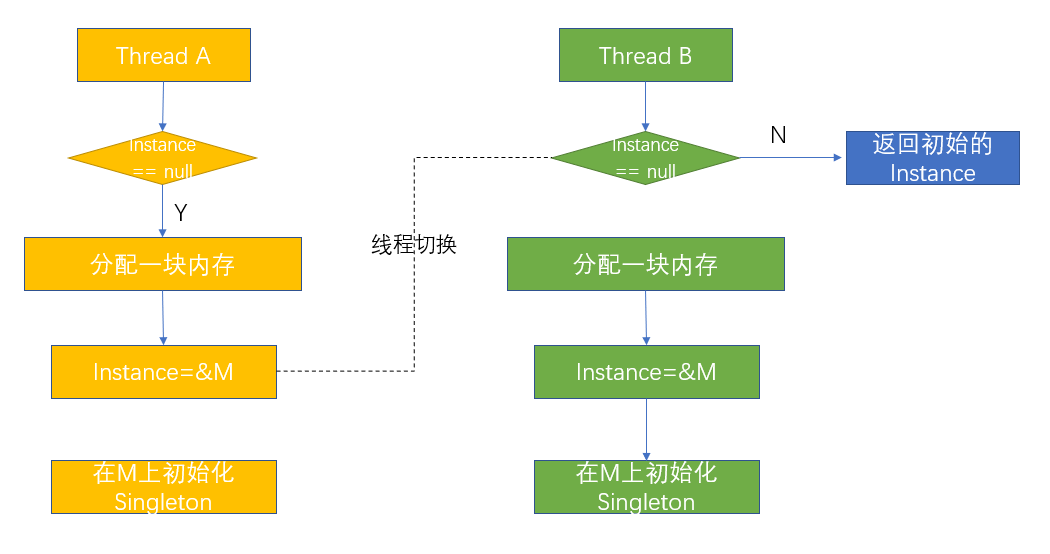 Thread A
Instance
== null
Y
分配一块内存
Instance=&M
在M上初始化
Singleton
线程切换
Thread B
Instance
== null
N
返回初始的
Instance
分配一块内存
Instance=&M
在M上初始化
Singleton